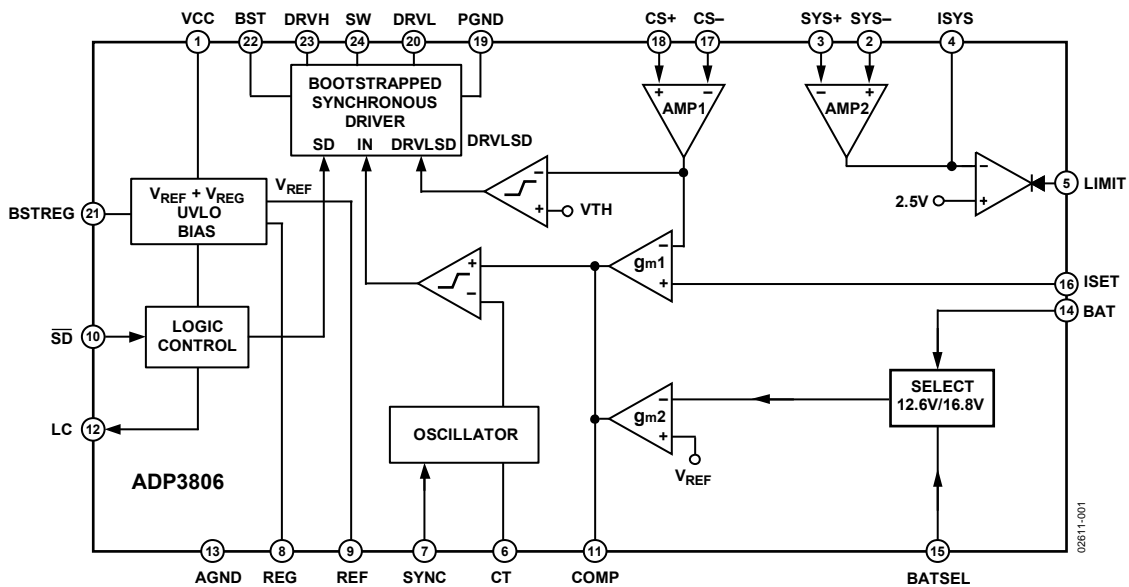 VCC BST DRVH SW DRVL PGND CS+ CS– SYS+ SYS– ISYS
1 22 23 24 20 19 18 17 3 2 4
BOOTSTRAPPED
SYNCHRONOUS
DRIVER
SD IN DRVLSD
DRVLSD
+ –
AMP1
– +
AMP2
–
+
2.5V
5 LIMIT
–
+
VTH
VREF + VREG
UVLO
BIAS
VREF
BSTREG 21
+
–
–
+
gm1
16 ISET
14 BAT
SD 10
LOGIC
CONTROL
SELECT
12.6V/16.8V
–
+
gm2
VREF
LC 12
OSCILLATOR
ADP3806
13 8 9 7 6 11 15
AGND REG REF SYNC CT COMP BATSEL
02611-001